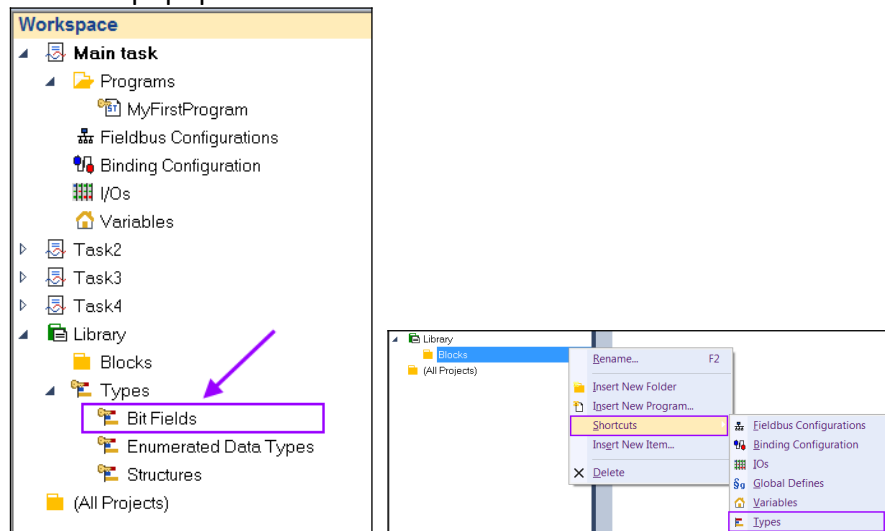 Workspace
Main task
Programs
MyFirstProgram
Fieldbus Configurations
Binding Configuration
I/Os
Variables
Task2
Task3
Task4
Library
Blocks
Types
Bit Fields
Enumerated Data Types
Structures
(All Projects)
Library
Blocks
(All Projects)
Rename... F2
Insert New Folder
Insert New Program...
Shortcuts
Insert New Item...
Delete
Fieldbus Configurations
Binding Configuration
IOs
Global Defines
Variables
Types